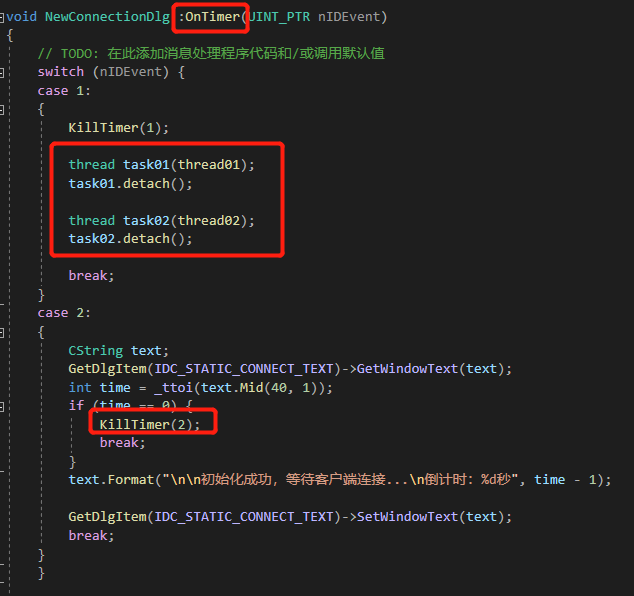 void NewConnectionDlg::OnTimer(UINT_PTR nIDEvent)
{
// TODO: 在此添加消息处理程序代码和/或调用默认值
switch (nIDEvent) {
case 1:
{
KillTimer(1);
thread task01(thread01);
task01.detach();
thread task02(thread02);
task02.detach();
break;
}
case 2:
{
CString text;
GetDlgItem(IDC_STATIC_CONNECT_TEXT)->GetWindowText(text);
int time = _ttoi(text.Mid(40, 1));
if (time == 0) {
KillTimer(2);
break;
}
text.Format("\n\n初始化成功，等待客户端连接...\n倒计时：%d秒", time - 1);
GetDlgItem(IDC_STATIC_CONNECT_TEXT)->SetWindowText(text);
break;
}
}